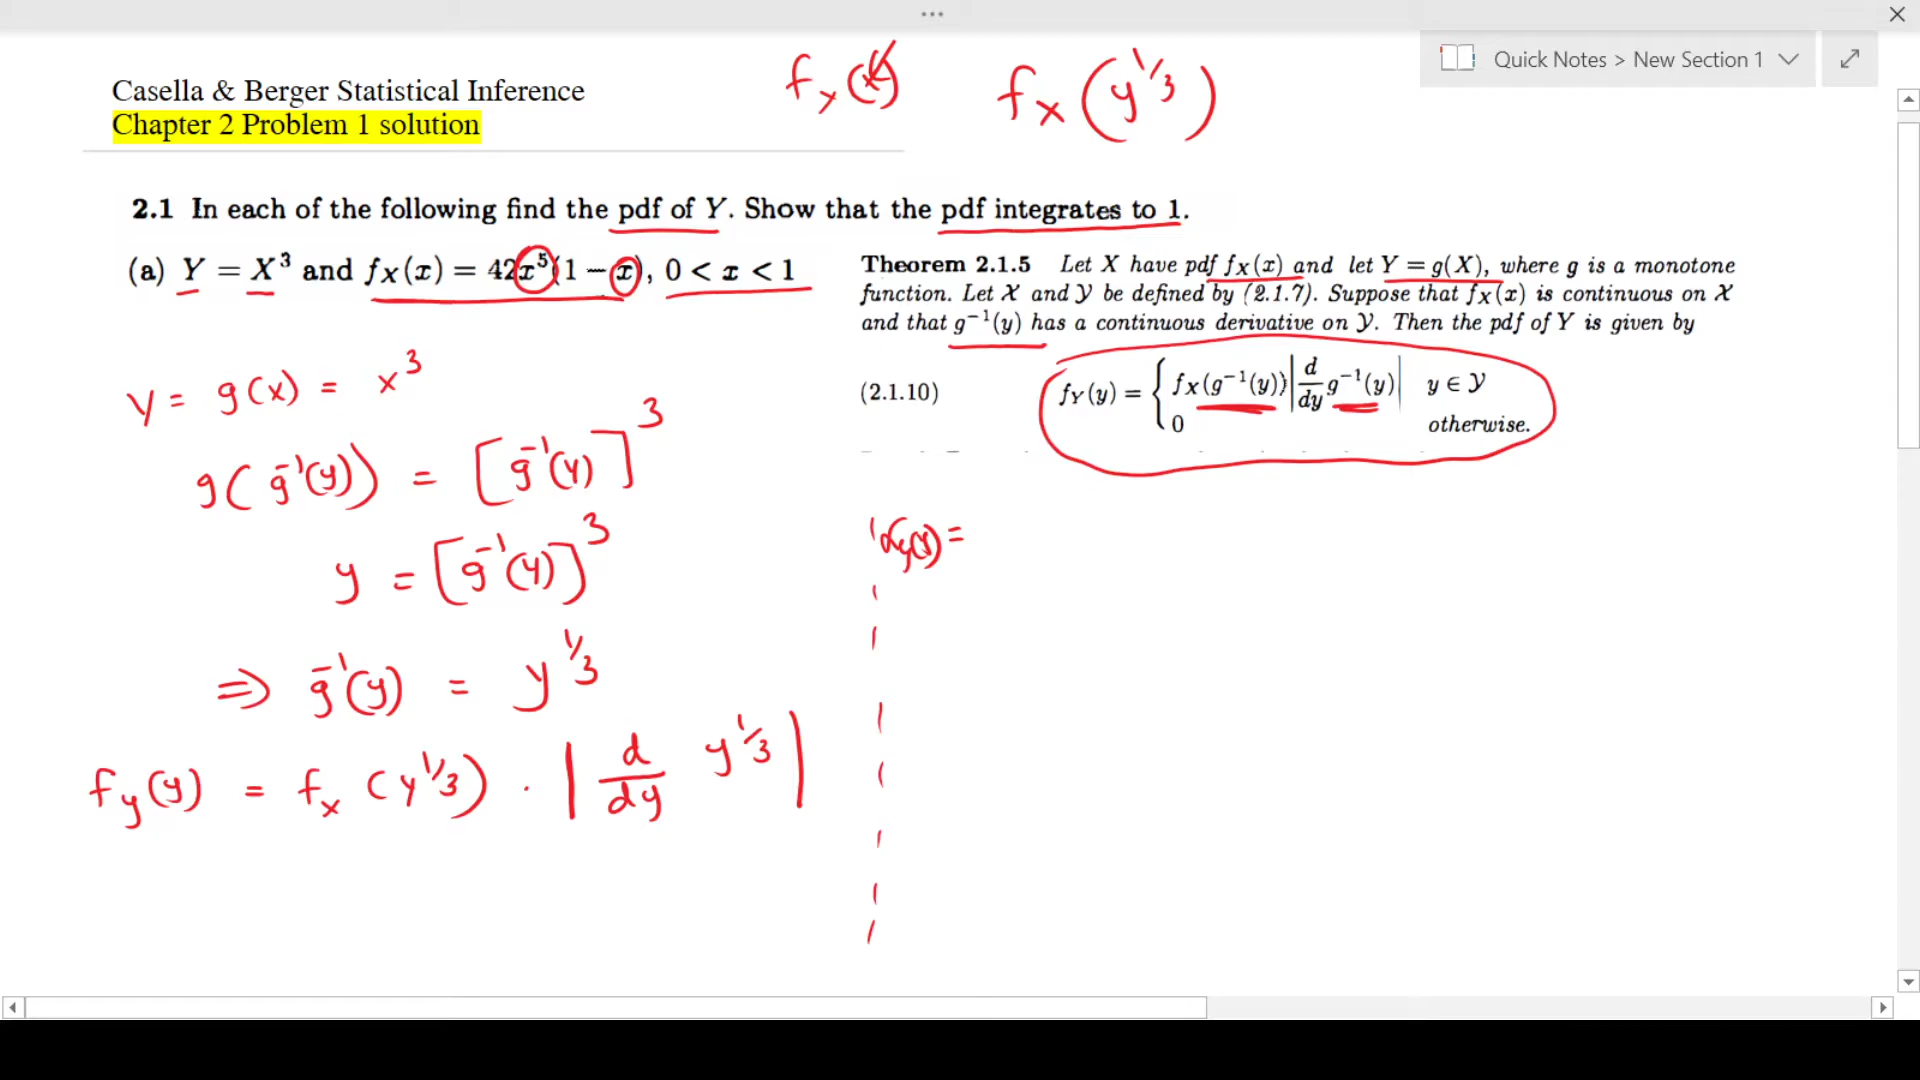 ...
Quick Notes > New Section 1
Casella & Berger Statistical Inference
Chapter 2 Problem 1 solution
f_x(x) f_x(y^1/3)
2.1 In each of the following find the pdf of Y. Show that the pdf integrates to 1.
(a) Y = X³ and f_X(x) = 42x⁵(1 − x), 0 < x < 1
Theorem 2.1.5 Let X have pdf f_X(x) and let Y = g(X), where g is a monotone
function. Let 𝒳 and 𝒴 be defined by (2.1.7). Suppose that f_X(x) is continuous on 𝒳
and that g⁻¹(y) has a continuous derivative on 𝒴. Then the pdf of Y is given by
(2.1.10) f_Y(y) = { f_X(g⁻¹(y)) | d/dy g⁻¹(y) | y ∈ 𝒴
0 otherwise.
Y = g(x) = x³
g(g⁻¹(y)) = [g⁻¹(y)]³
y = [g⁻¹(y)]³
⇒ g⁻¹(y) = y^1/3
f_y(y) = f_x(y^1/3) · | d/dy y^1/3 |